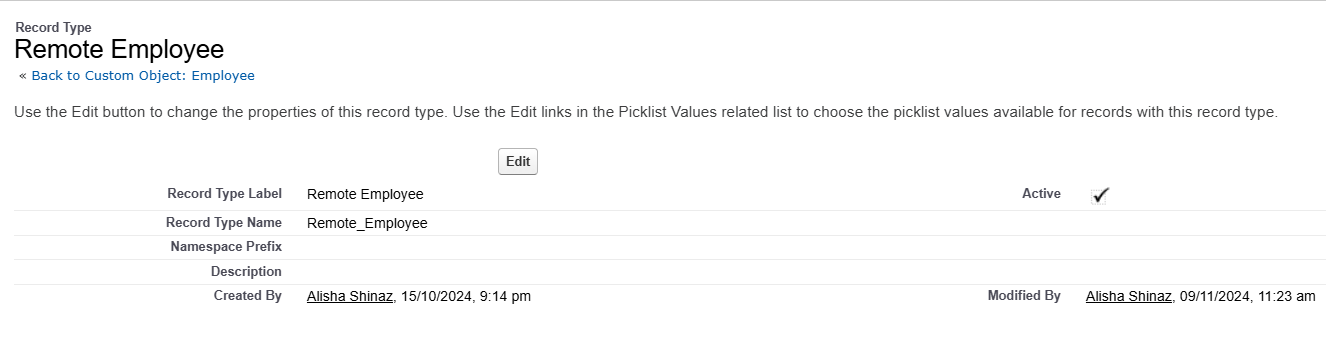 Record Type
Remote Employee
« Back to Custom Object: Employee
Use the Edit button to change the properties of this record type. Use the Edit links in the Picklist Values related list to choose the picklist values available for records with this record type.
Edit
Record Type Label Remote Employee Active
Record Type Name Remote_Employee
Namespace Prefix
Description
Created By Alisha Shinaz, 15/10/2024, 9:14 pm Modified By Alisha Shinaz, 09/11/2024, 11:23 am